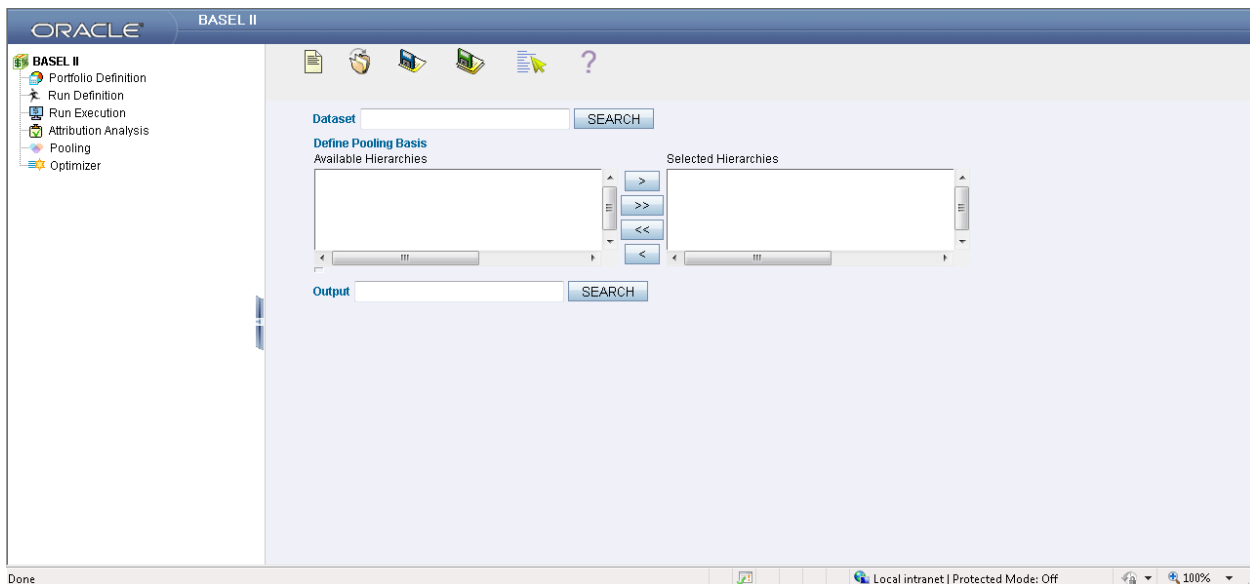 ORACLE®
BASEL II
BASEL II
Portfolio Definition
Run Definition
Run Execution
Attribution Analysis
Pooling
Optimizer
?
Dataset
SEARCH
Define Pooling Basis
Available Hierarchies
Selected Hierarchies
>
>>
<<
<
Output
SEARCH
Done
Local intranet | Protected Mode: Off
100%